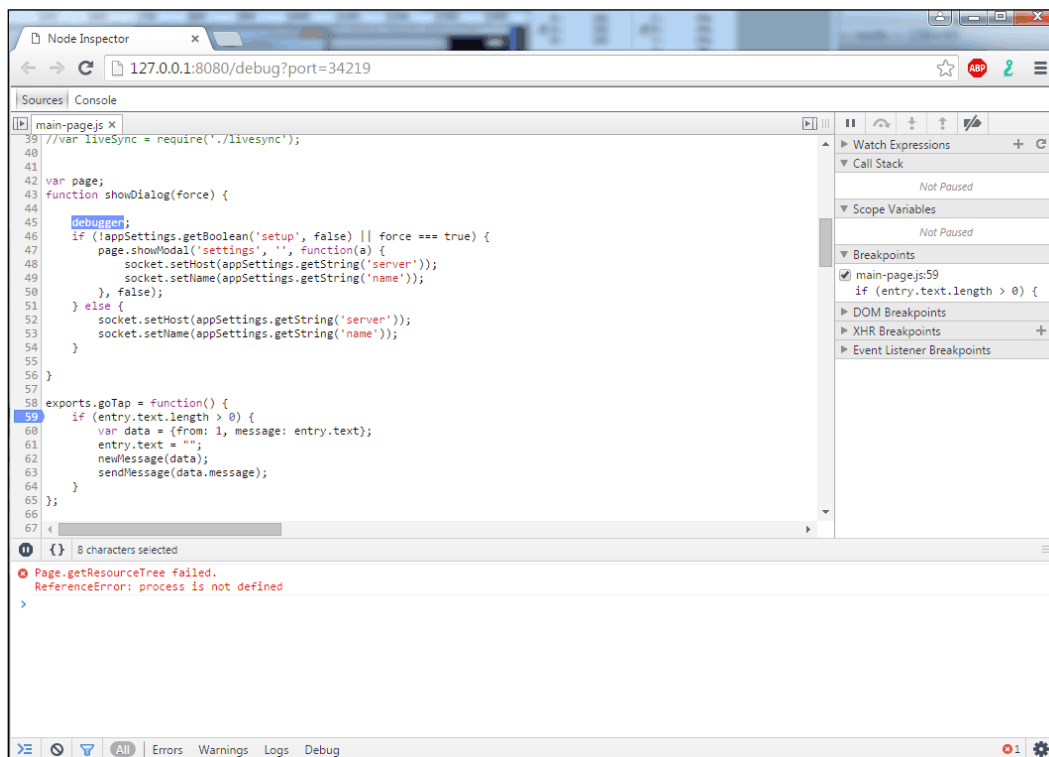 Node Inspector ×
127.0.0.1:8080/debug?port=34219
ABP
Sources Console
main-page.js ×
39 //var liveSync = require('./livesync');
40
41
42 var page;
43 function showDialog(force) {
44
45 debugger;
46 if (!appSettings.getBoolean('setup', false) || force === true) {
47 page.showModal('settings', '', function(a) {
48 socket.setHost(appSettings.getString('server'));
49 socket.setName(appSettings.getString('name'));
50 }, false);
51 } else {
52 socket.setHost(appSettings.getString('server'));
53 socket.setName(appSettings.getString('name'));
54 }
55
56 }
57
58 exports.goTap = function() {
59 if (entry.text.length > 0) {
60 var data = {from: 1, message: entry.text};
61 entry.text = "";
62 newMessage(data);
63 sendMessage(data.message);
64 }
65 };
66
67
{} 8 characters selected
Watch Expressions
Call Stack
Not Paused
Scope Variables
Not Paused
Breakpoints
main-page.js:59
if (entry.text.length > 0) {
DOM Breakpoints
XHR Breakpoints
Event Listener Breakpoints
Page.getResourceTree failed.
ReferenceError: process is not defined
>
All Errors Warnings Logs Debug
1